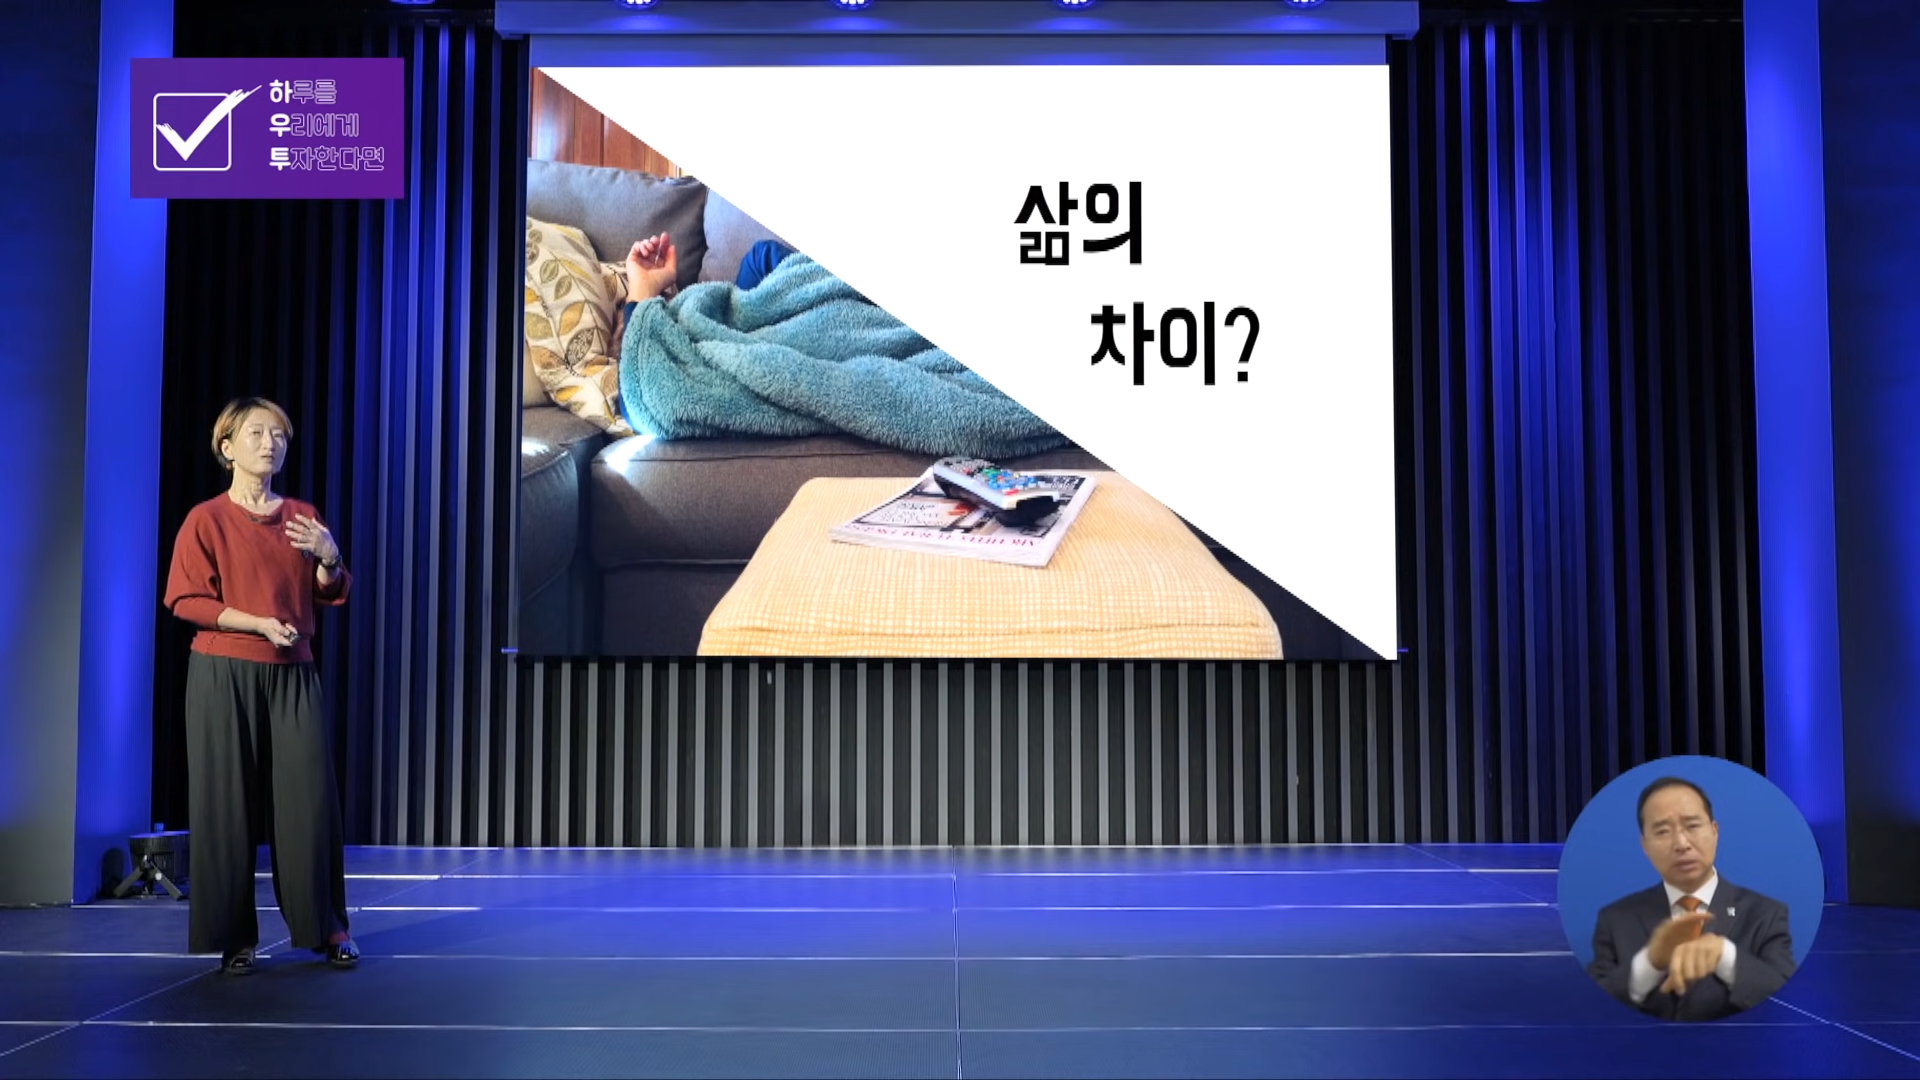 하루를
우리에게
투자한다면
삶의
차이?